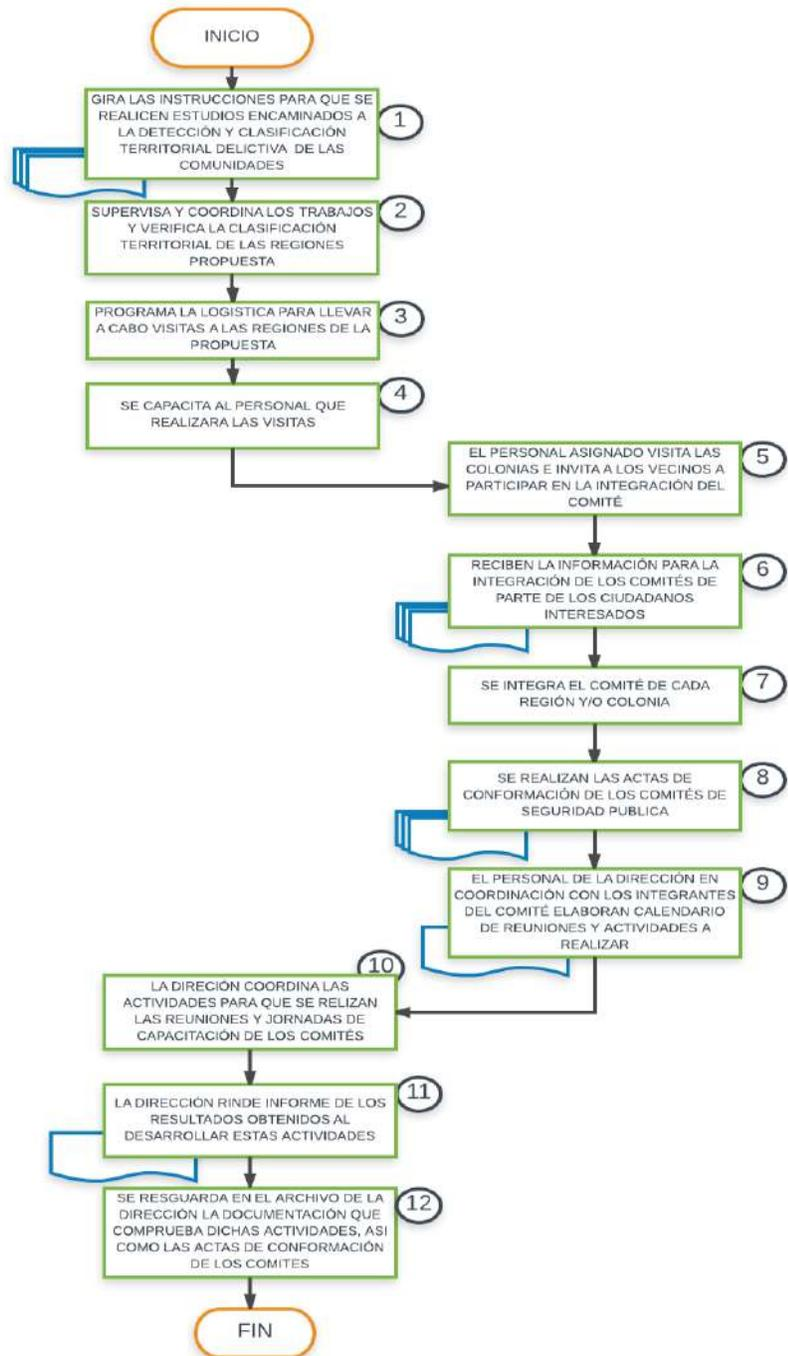 INICIO
GIRA LAS INSTRUCCIONES PARA QUE SE
REALICEN ESTUDIOS ENCAMINADOS A
LA DETECCIÓN Y CLASIFICACIÓN
TERRITORIAL DELICTIVA DE LAS
COMUNIDADES
1
SUPERVISA Y COORDINA LOS TRABAJOS
Y VERIFICA LA CLASIFICACIÓN
TERRITORIAL DE LAS REGIONES
PROPUESTA
2
PROGRAMA LA LOGISTICA PARA LLEVAR
A CABO VISITAS A LAS REGIONES DE LA
PROPUESTA
3
SE CAPACITA AL PERSONAL QUE
REALIZARA LAS VISITAS
4
EL PERSONAL ASIGNADO VISITA LAS
COLONIAS E INVITA A LOS VECINOS A
PARTICIPAR EN LA INTEGRACIÓN DEL
COMITÉ
5
RECIBEN LA INFORMACIÓN PARA LA
INTEGRACIÓN DE LOS COMITÉS DE
PARTE DE LOS CIUDADANOS
INTERESADOS
6
SE INTEGRA EL COMITÉ DE CADA
REGIÓN Y/O COLONIA
7
SE REALIZAN LAS ACTAS DE
CONFORMACIÓN DE LOS COMITÉS DE
SEGURIDAD PUBLICA
8
EL PERSONAL DE LA DIRECCIÓN EN
COORDINACIÓN CON LOS INTEGRANTES
DEL COMITÉ ELABORAN CALENDARIO
DE REUNIONES Y ACTIVIDADES A
REALIZAR
9
LA DIRECIÓN COORDINA LAS
ACTIVIDADES PARA QUE SE RELIZAN
LAS REUNIONES Y JORNADAS DE
CAPACITACIÓN DE LOS COMITÉS
10
LA DIRECCIÓN RINDE INFORME DE LOS
RESULTADOS OBTENIDOS AL
DESARROLLAR ESTAS ACTIVIDADES
11
SE RESGUARDA EN EL ARCHIVO DE LA
DIRECCIÓN LA DOCUMENTACIÓN QUE
COMPRUEBA DICHAS ACTIVIDADES, ASI
COMO LAS ACTAS DE CONFORMACIÓN
DE LOS COMITES
12
FIN